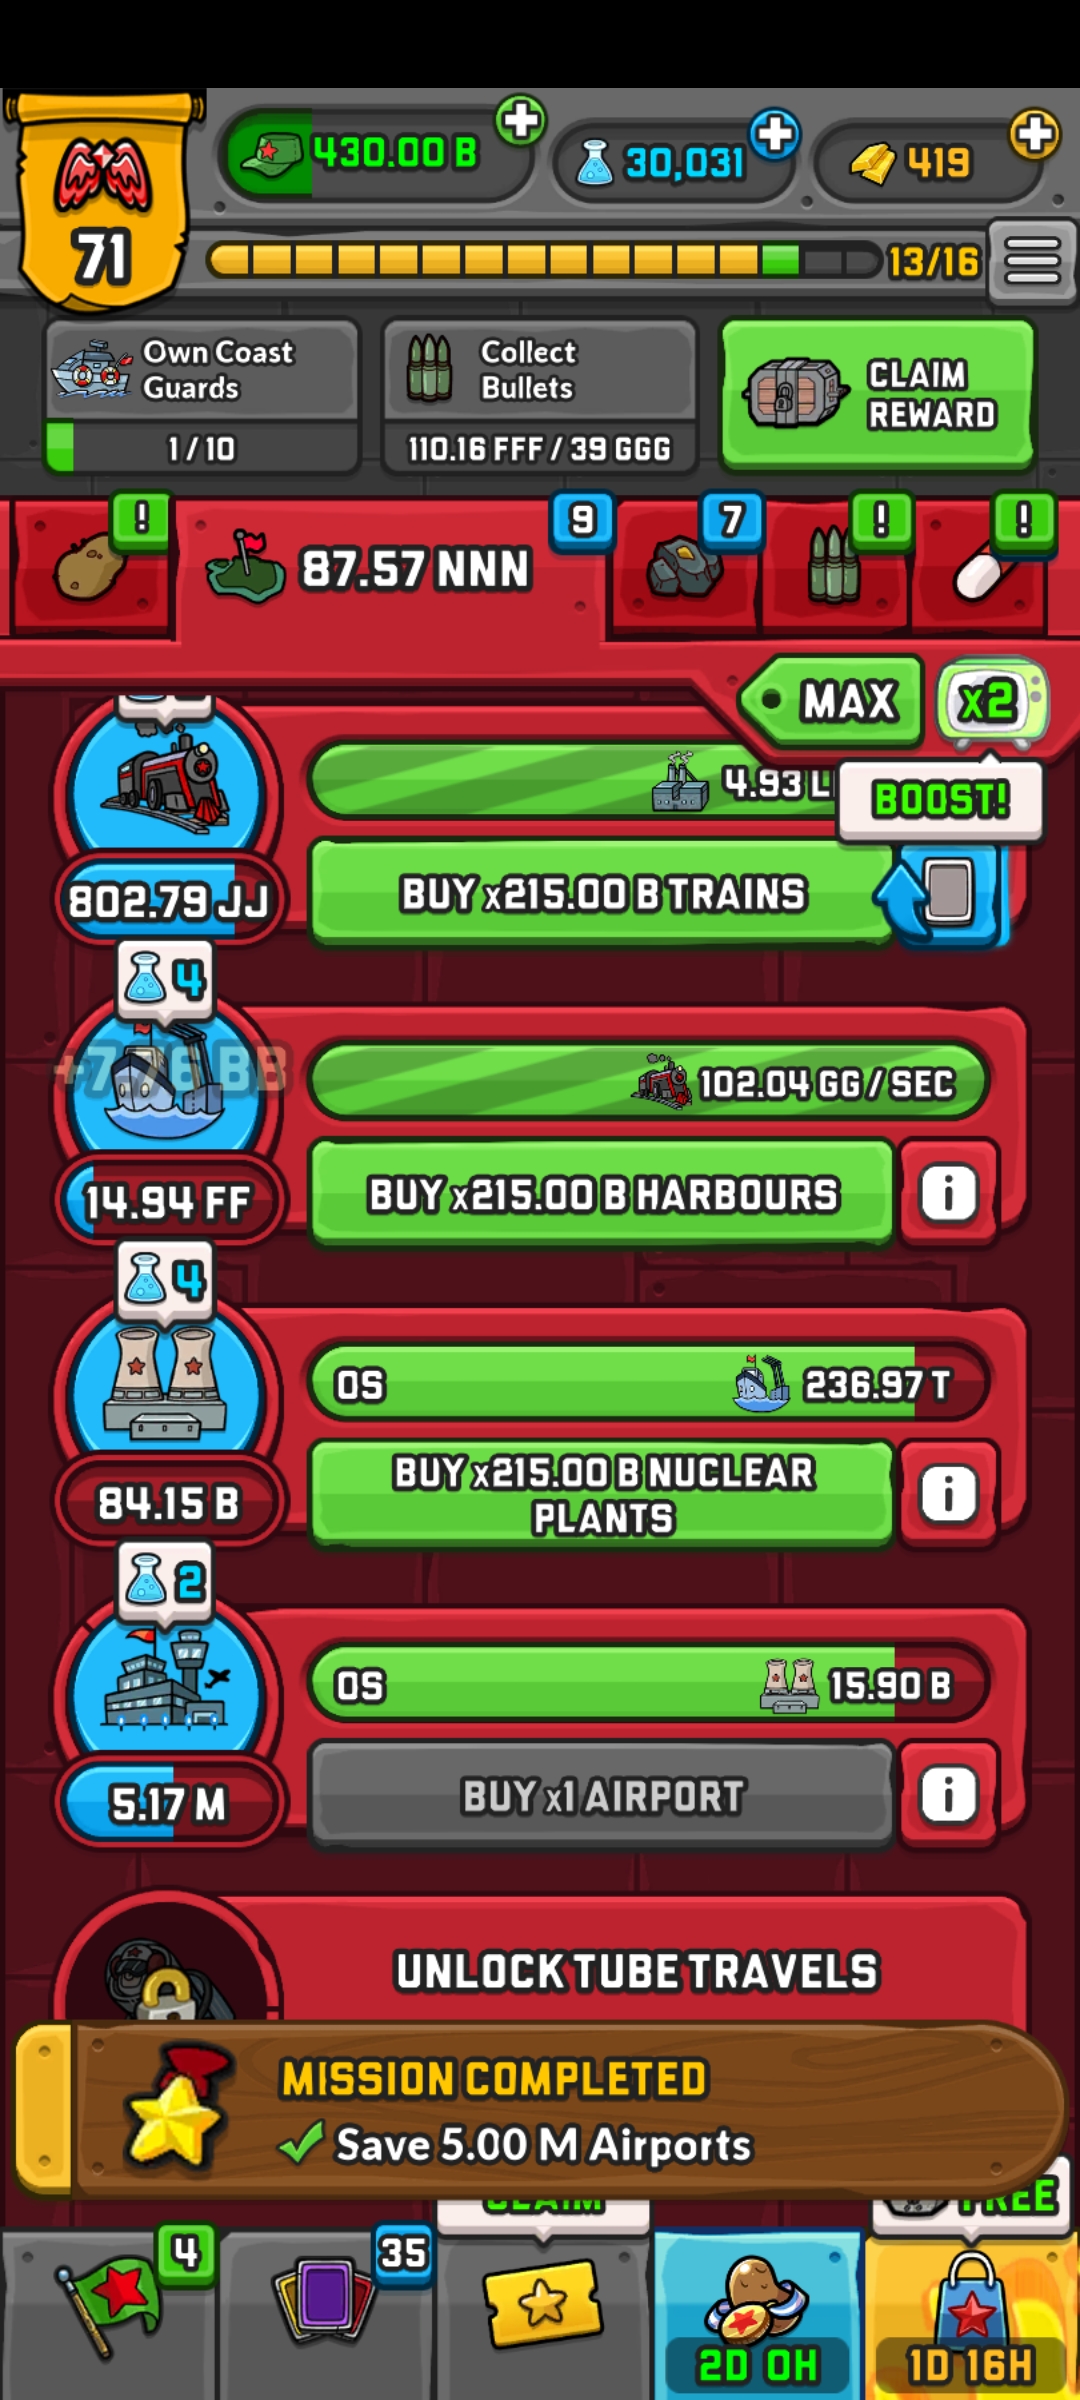 430.00 B
30,031
419
71
13/16
Own Coast
Guards
1/10
Collect
Bullets
110.16 FFF / 39 GGG
CLAIM
REWARD
!
87.57 NNN
9
7
!
!
MAX
x2
BOOST!
4.93 L
802.79 JJ
BUY x215.00 B TRAINS
4
+7.76 BB
102.04 GG / SEC
14.94 FF
BUY x215.00 B HARBOURS
i
4
0S
236.97 T
84.15 B
BUY x215.00 B NUCLEAR
PLANTS
i
2
0S
15.90 B
5.17 M
BUY x1 AIRPORT
i
UNLOCK TUBE TRAVELS
MISSION COMPLETED
Save 5.00 M Airports
CLAIM
FREE
4
35
2D 0H
1D 16H